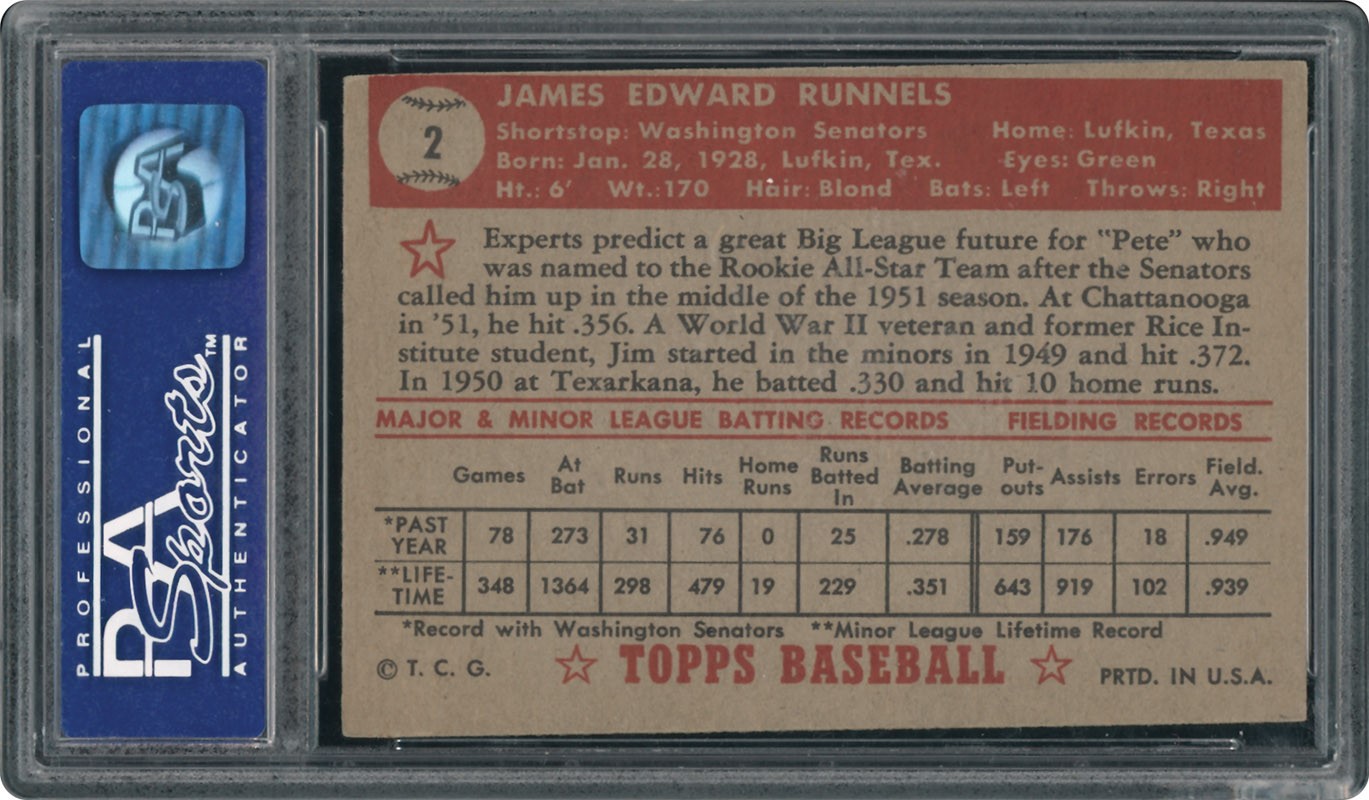 PROFESSIONAL
PSA
Sports™
AUTHENTICATOR
PSA
2
JAMES EDWARD RUNNELS
Shortstop: Washington Senators Home: Lufkin, Texas
Born: Jan. 28, 1928, Lufkin, Tex. Eyes: Green
Ht.: 6' Wt.: 170 Hair: Blond Bats: Left Throws: Right
Experts predict a great Big League future for "Pete" who
was named to the Rookie All-Star Team after the Senators
called him up in the middle of the 1951 season. At Chattanooga
in '51, he hit .356. A World War II veteran and former Rice In-
stitute student, Jim started in the minors in 1949 and hit .372.
In 1950 at Texarkana, he batted .330 and hit 10 home runs.
MAJOR & MINOR LEAGUE BATTING RECORDS FIELDING RECORDS
Games At Bat Runs Hits Home Runs Runs Batted In Batting Average Put-outs Assists Errors Field. Avg.
*PAST YEAR 78 273 31 76 0 25 .278 159 176 18 .949
**LIFE-TIME 348 1364 298 479 19 229 .351 643 919 102 .939
*Record with Washington Senators **Minor League Lifetime Record
© T. C. G. TOPPS BASEBALL PRTD. IN U.S.A.